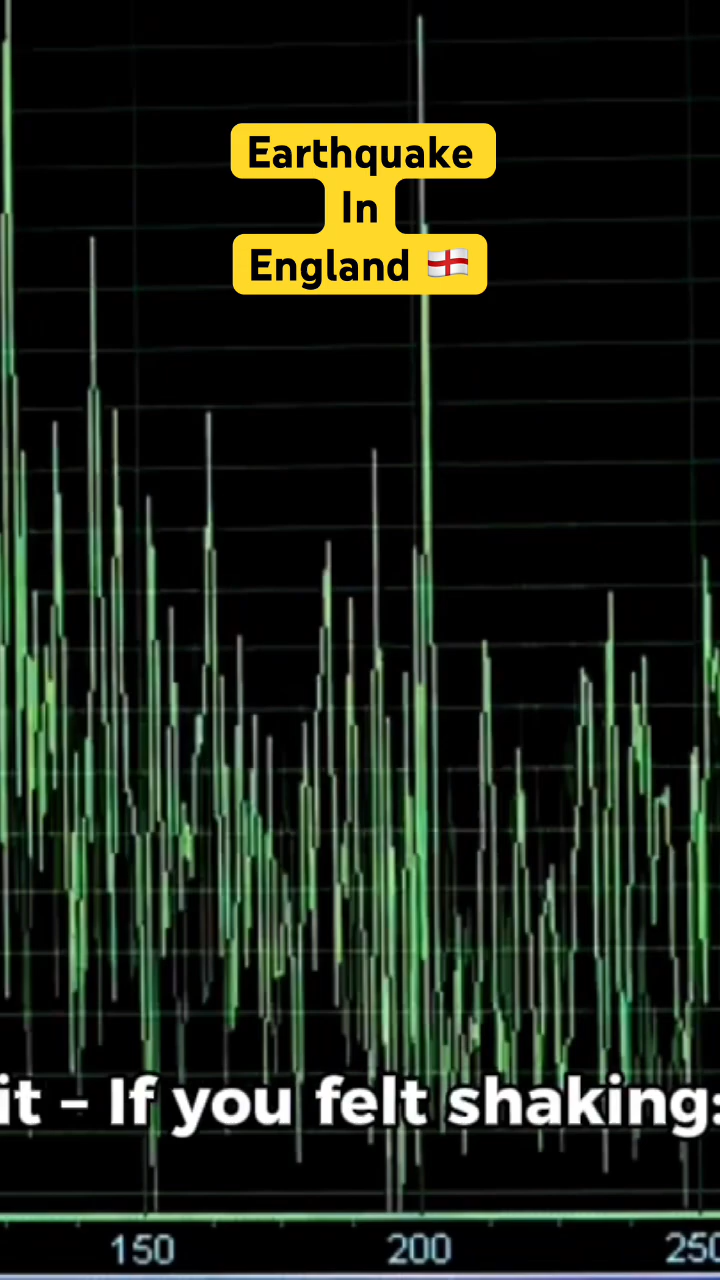 Earthquake
In
England 🏴󠁧󠁢󠁥󠁮󠁧󠁿
it – If you felt shaking:
150 200 250